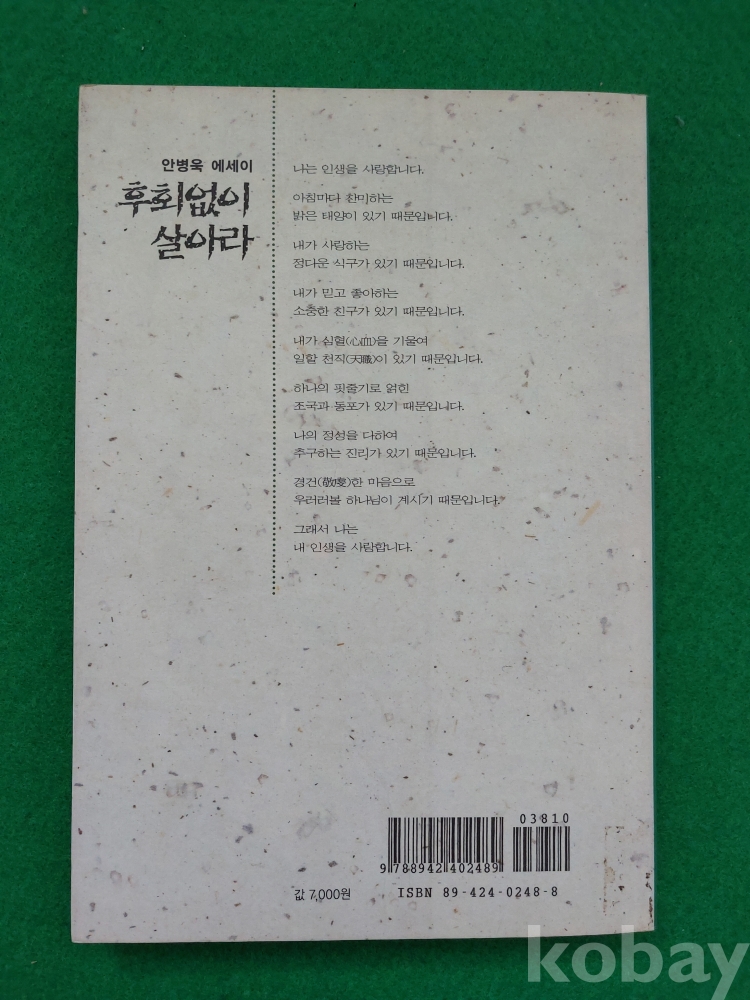 안병욱 에세이
후회없이
살아라
나는 인생을 사랑합니다.
아침마다 찬미하는
밝은 태양이 있기 때문입니다.
내가 사랑하는
정다운 식구가 있기 때문입니다.
내가 믿고 좋아하는
소중한 친구가 있기 때문입니다.
내가 심혈(心血)을 기울여
일할 천직(天職)이 있기 때문입니다.
하나의 핏줄기로 얽힌
조국과 동포가 있기 때문입니다.
나의 정성을 다하여
추구하는 진리가 있기 때문입니다.
경건(敬虔)한 마음으로
우러러볼 하나님이 계시기 때문입니다.
그래서 나는
내 인생을 사랑합니다.
03810
9 788942 402489
값 7,000원
ISBN 89-424-0248-8
kobay